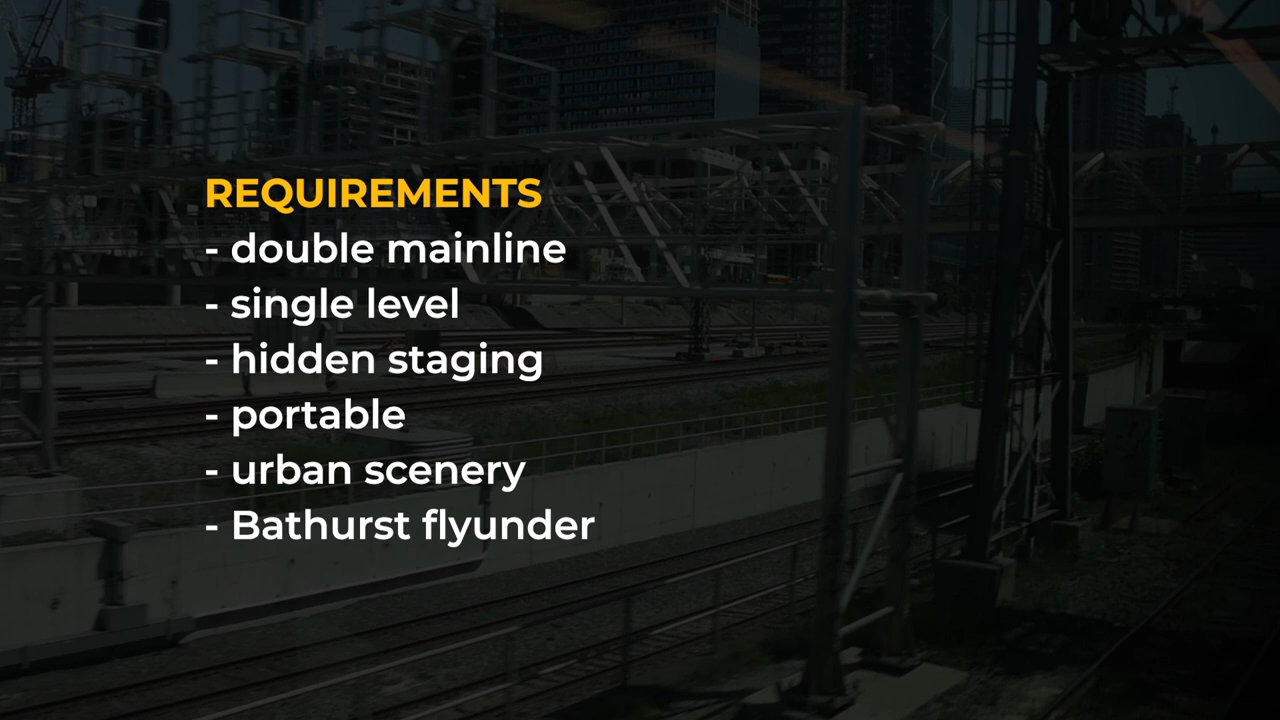 REQUIREMENTS
- double mainline
- single level
- hidden staging
- portable
- urban scenery
- Bathurst flyunder